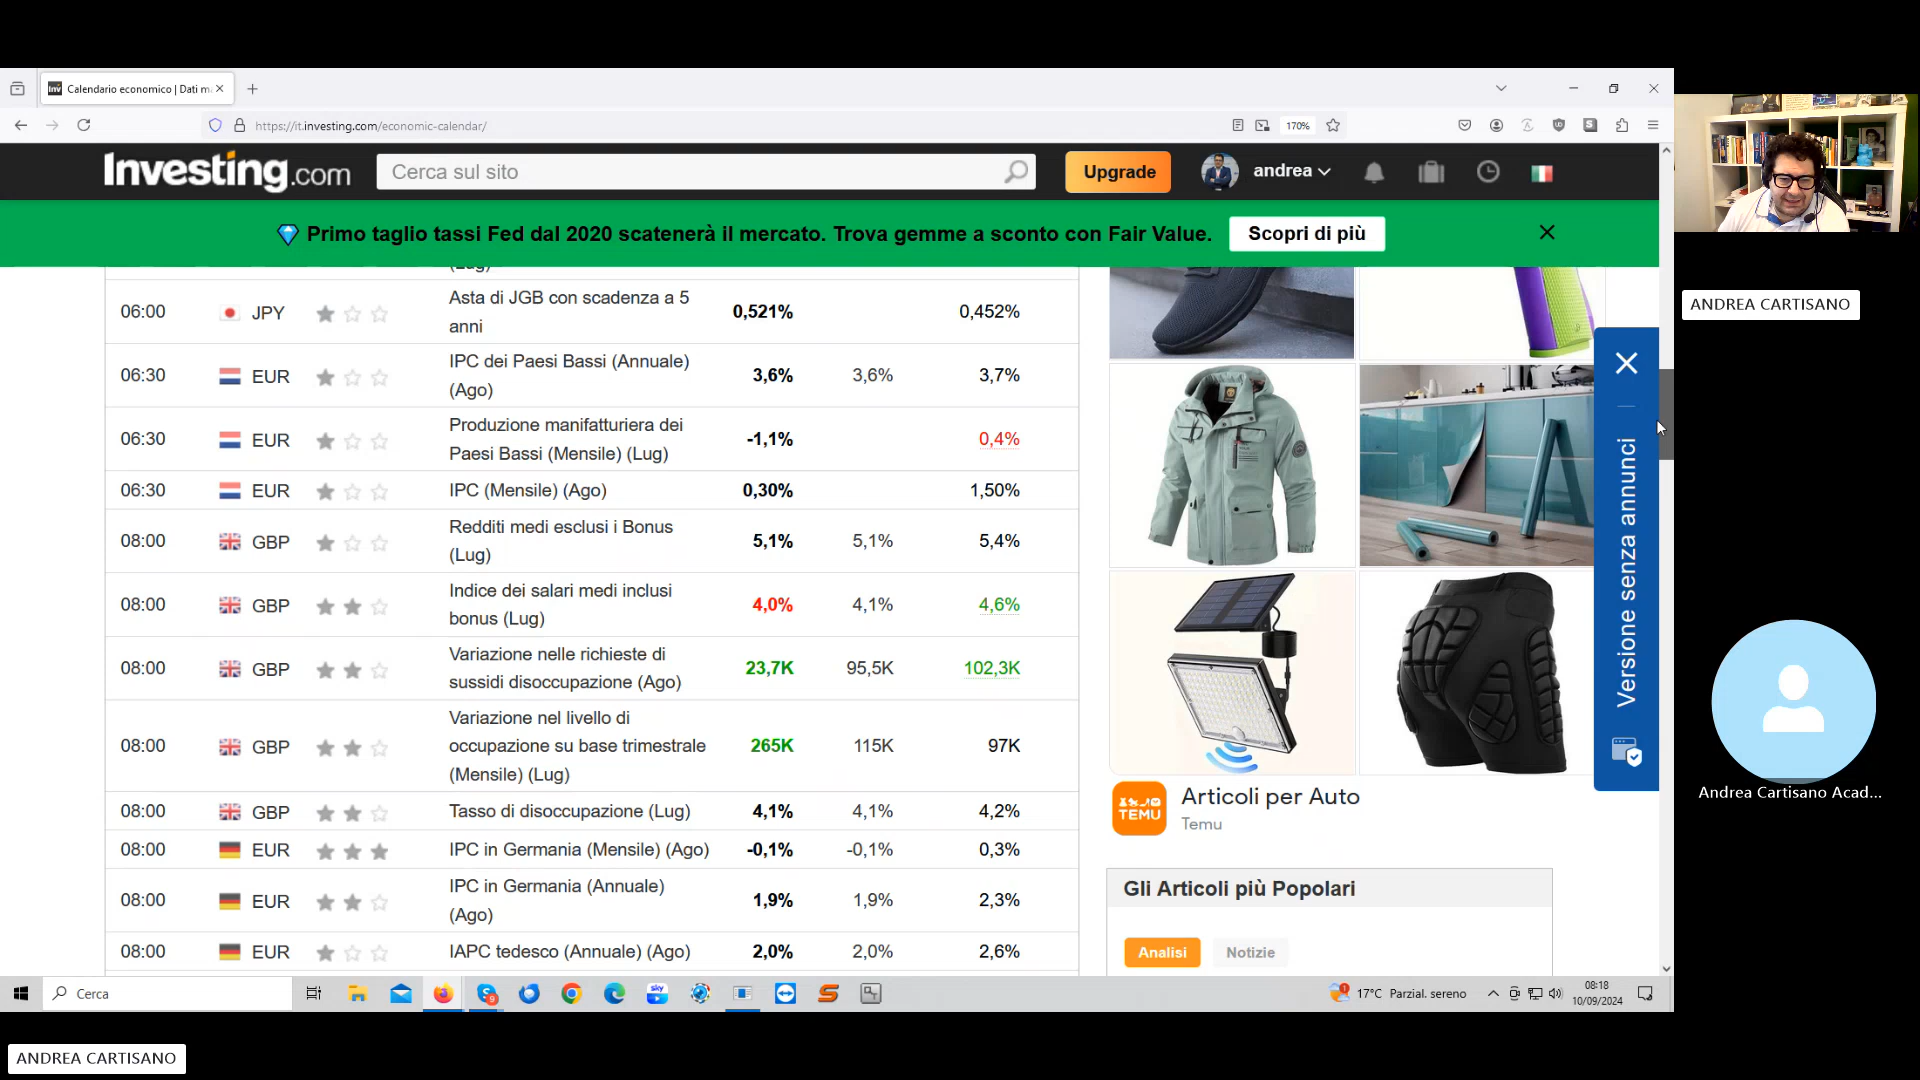 Calendario economico | Dati m
https://it.investing.com/economic-calendar/
170%
Investing.com
Cerca sul sito
Upgrade
andrea
Primo taglio tassi Fed dal 2020 scatenerà il mercato. Trova gemme a sconto con Fair Value.
Scopri di più
(Lug)
06:00 JPY Asta di JGB con scadenza a 5 anni 0,521% 0,452%
06:30 EUR IPC dei Paesi Bassi (Annuale) (Ago) 3,6% 3,6% 3,7%
06:30 EUR Produzione manifatturiera dei Paesi Bassi (Mensile) (Lug) -1,1% 0,4%
06:30 EUR IPC (Mensile) (Ago) 0,30% 1,50%
08:00 GBP Redditi medi esclusi i Bonus (Lug) 5,1% 5,1% 5,4%
08:00 GBP Indice dei salari medi inclusi bonus (Lug) 4,0% 4,1% 4,6%
08:00 GBP Variazione nelle richieste di sussidi disoccupazione (Ago) 23,7K 95,5K 102,3K
08:00 GBP Variazione nel livello di occupazione su base trimestrale (Mensile) (Lug) 265K 115K 97K
08:00 GBP Tasso di disoccupazione (Lug) 4,1% 4,1% 4,2%
08:00 EUR IPC in Germania (Mensile) (Ago) -0,1% -0,1% 0,3%
08:00 EUR IPC in Germania (Annuale) (Ago) 1,9% 1,9% 2,3%
08:00 EUR IAPC tedesco (Annuale) (Ago) 2,0% 2,0% 2,6%
Versione senza annunci
TEMU
Articoli per Auto
Temu
Gli Articoli più Popolari
Analisi
Notizie
Cerca
17°C Parzial. sereno
08:18
10/09/2024
ANDREA CARTISANO
Andrea Cartisano Acad...
ANDREA CARTISANO